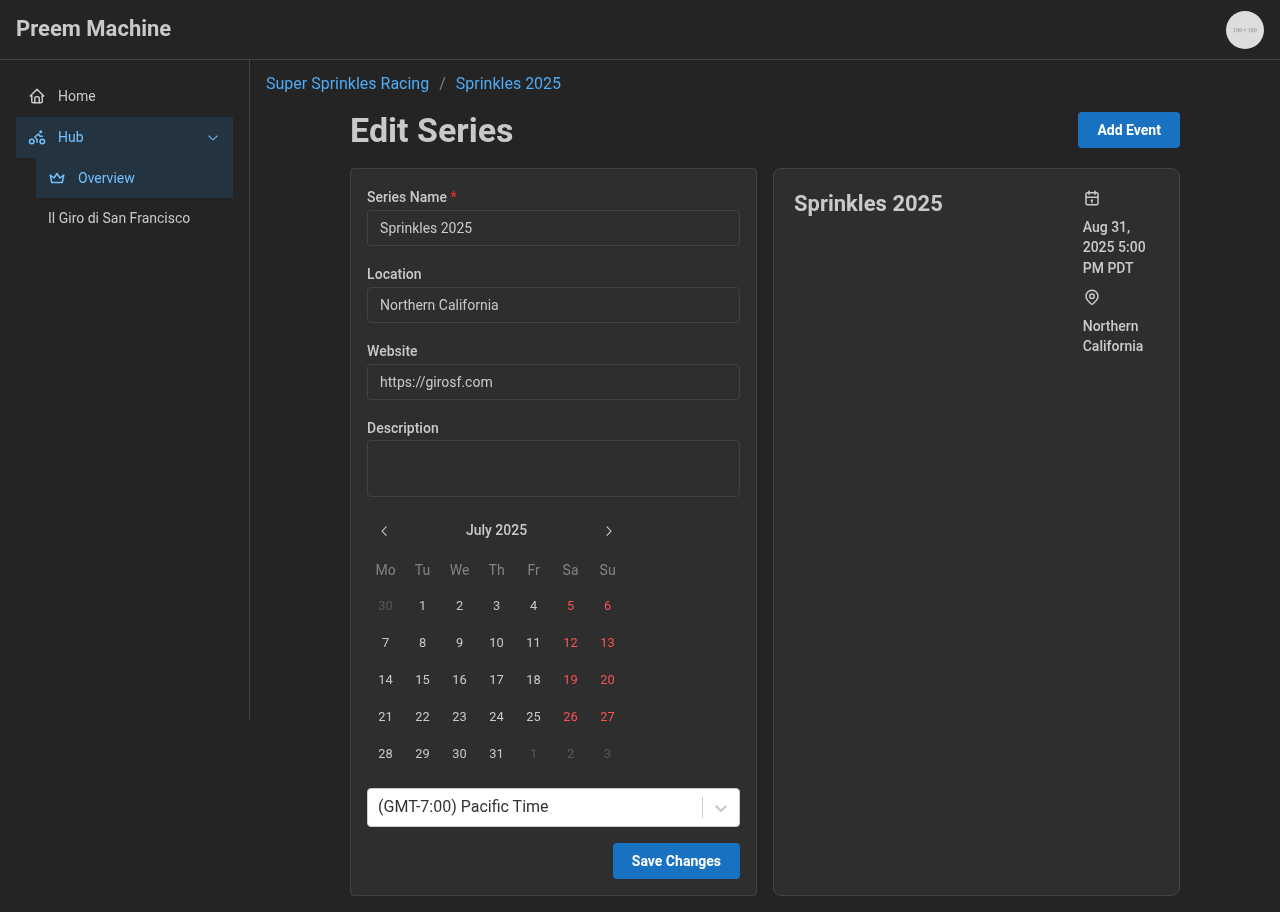 Preem Machine
100 × 100
Home
Hub
Overview
Il Giro di San Francisco
Super Sprinkles Racing / Sprinkles 2025
Edit Series
Add Event
Series Name *
Sprinkles 2025
Location
Northern California
Website
https://girosf.com
Description
July 2025
Mo Tu We Th Fr Sa Su
30 1 2 3 4 5 6
7 8 9 10 11 12 13
14 15 16 17 18 19 20
21 22 23 24 25 26 27
28 29 30 31 1 2 3
(GMT-7:00) Pacific Time
Save Changes
Sprinkles 2025
Aug 31,
2025 5:00
PM PDT
Northern
California